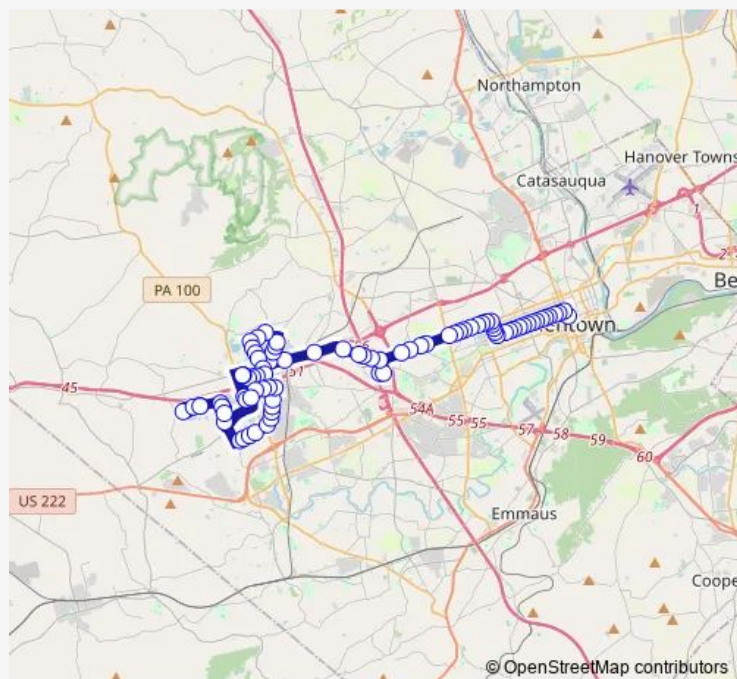 Northampton
Hanover Towns
Catasauqua
1
2
PA 100
Be
entown
51
45
54A
55
55
57
58
59
60
US 222
Emmaus
Coope
© OpenStreetMap contributors